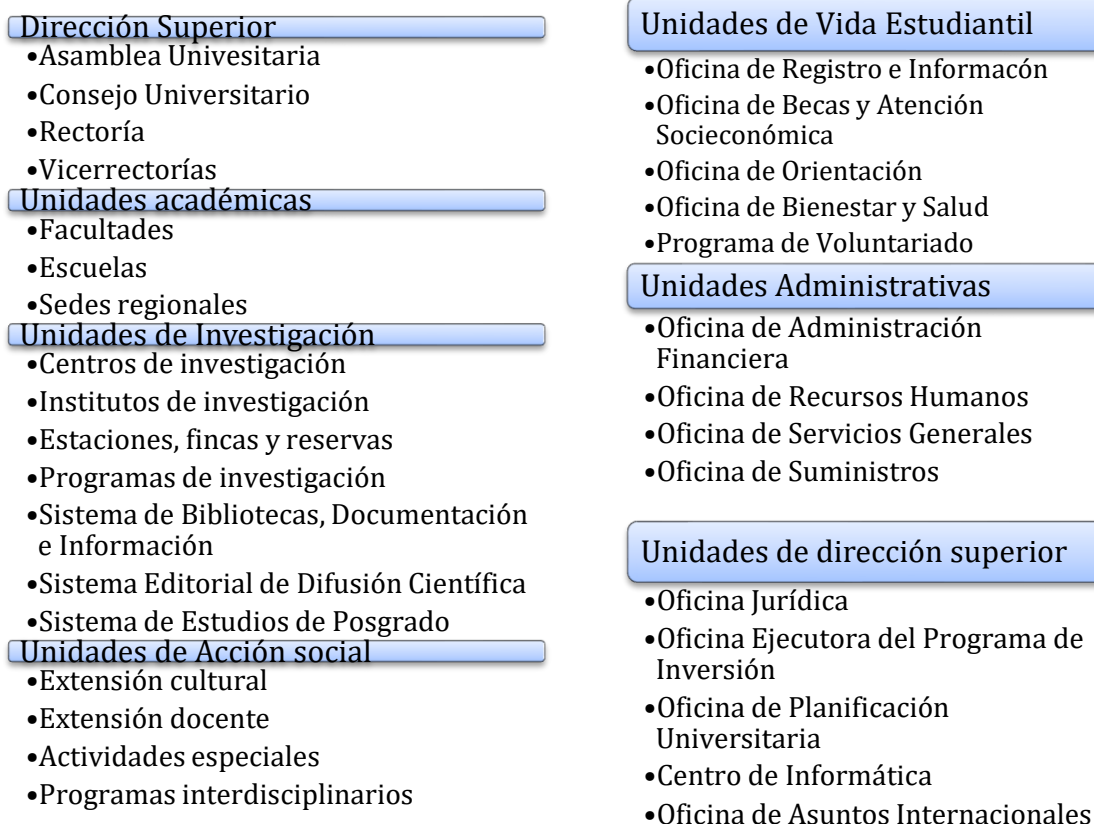 Dirección Superior
•Asamblea Univesitaria
•Consejo Universitario
•Rectoría
•Vicerrectorías
Unidades académicas
•Facultades
•Escuelas
•Sedes regionales
Unidades de Investigación
•Centros de investigación
•Institutos de investigación
•Estaciones, fincas y reservas
•Programas de investigación
•Sistema de Bibliotecas, Documentación
e Información
•Sistema Editorial de Difusión Científica
•Sistema de Estudios de Posgrado
Unidades de Acción social
•Extensión cultural
•Extensión docente
•Actividades especiales
•Programas interdisciplinarios
Unidades de Vida Estudiantil
•Oficina de Registro e Informacón
•Oficina de Becas y Atención
Socieconómica
•Oficina de Orientación
•Oficina de Bienestar y Salud
•Programa de Voluntariado
Unidades Administrativas
•Oficina de Administración
Financiera
•Oficina de Recursos Humanos
•Oficina de Servicios Generales
•Oficina de Suministros
Unidades de dirección superior
•Oficina Jurídica
•Oficina Ejecutora del Programa de
Inversión
•Oficina de Planificación
Universitaria
•Centro de Informática
•Oficina de Asuntos Internacionales